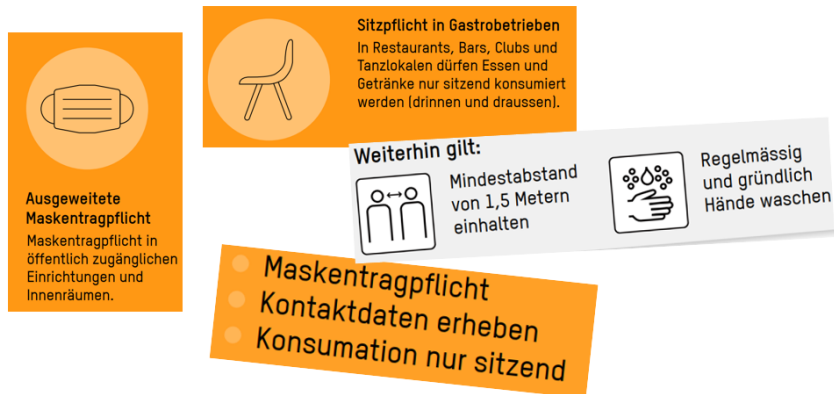 Ausgeweitete
Maskentragpflicht
Maskentragpflicht in
öffentlich zugänglichen
Einrichtungen und
Innenräumen.
Sitzpflicht in Gastrobetrieben
In Restaurants, Bars, Clubs und
Tanzlokalen dürfen Essen und
Getränke nur sitzend konsumiert
werden (drinnen und draussen).
Weiterhin gilt:
Mindestabstand
von 1,5 Metern
einhalten
Regelmässig
und gründlich
Hände waschen
Maskentragpflicht
Kontaktdaten erheben
Konsumation nur sitzend